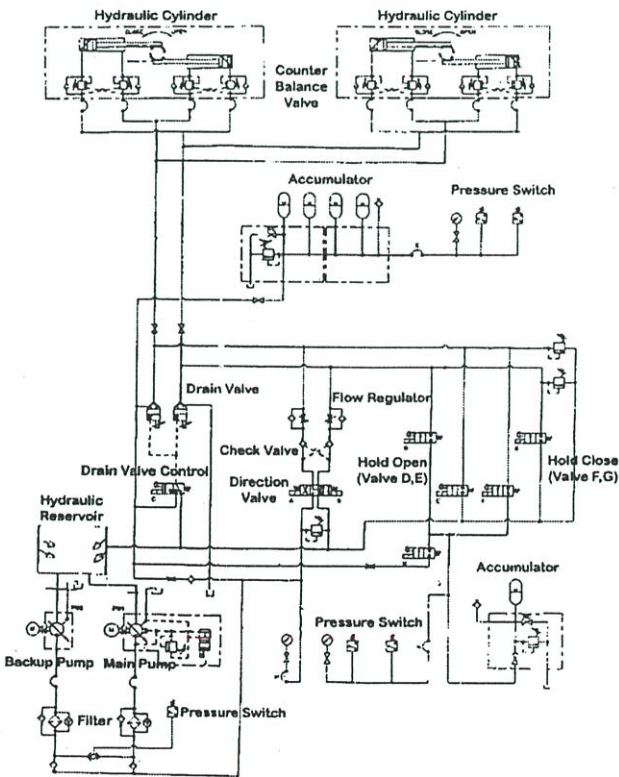 Hydraulic Cylinder
Hydraulic Cylinder
OPEN
OPEN
Counter
Balance
Valve
Accumulator
Pressure Switch
Drain Valve
Flow Regulator
Check Valve
Hold Open
(Valve D,E)
Hold Close
(Valve F,G)
Drain Valve Control
Direction
Valve
Hydraulic
Reservoir
Accumulator
Pressure Switch
Backup Pump
Main Pump
Filter
Pressure Switch